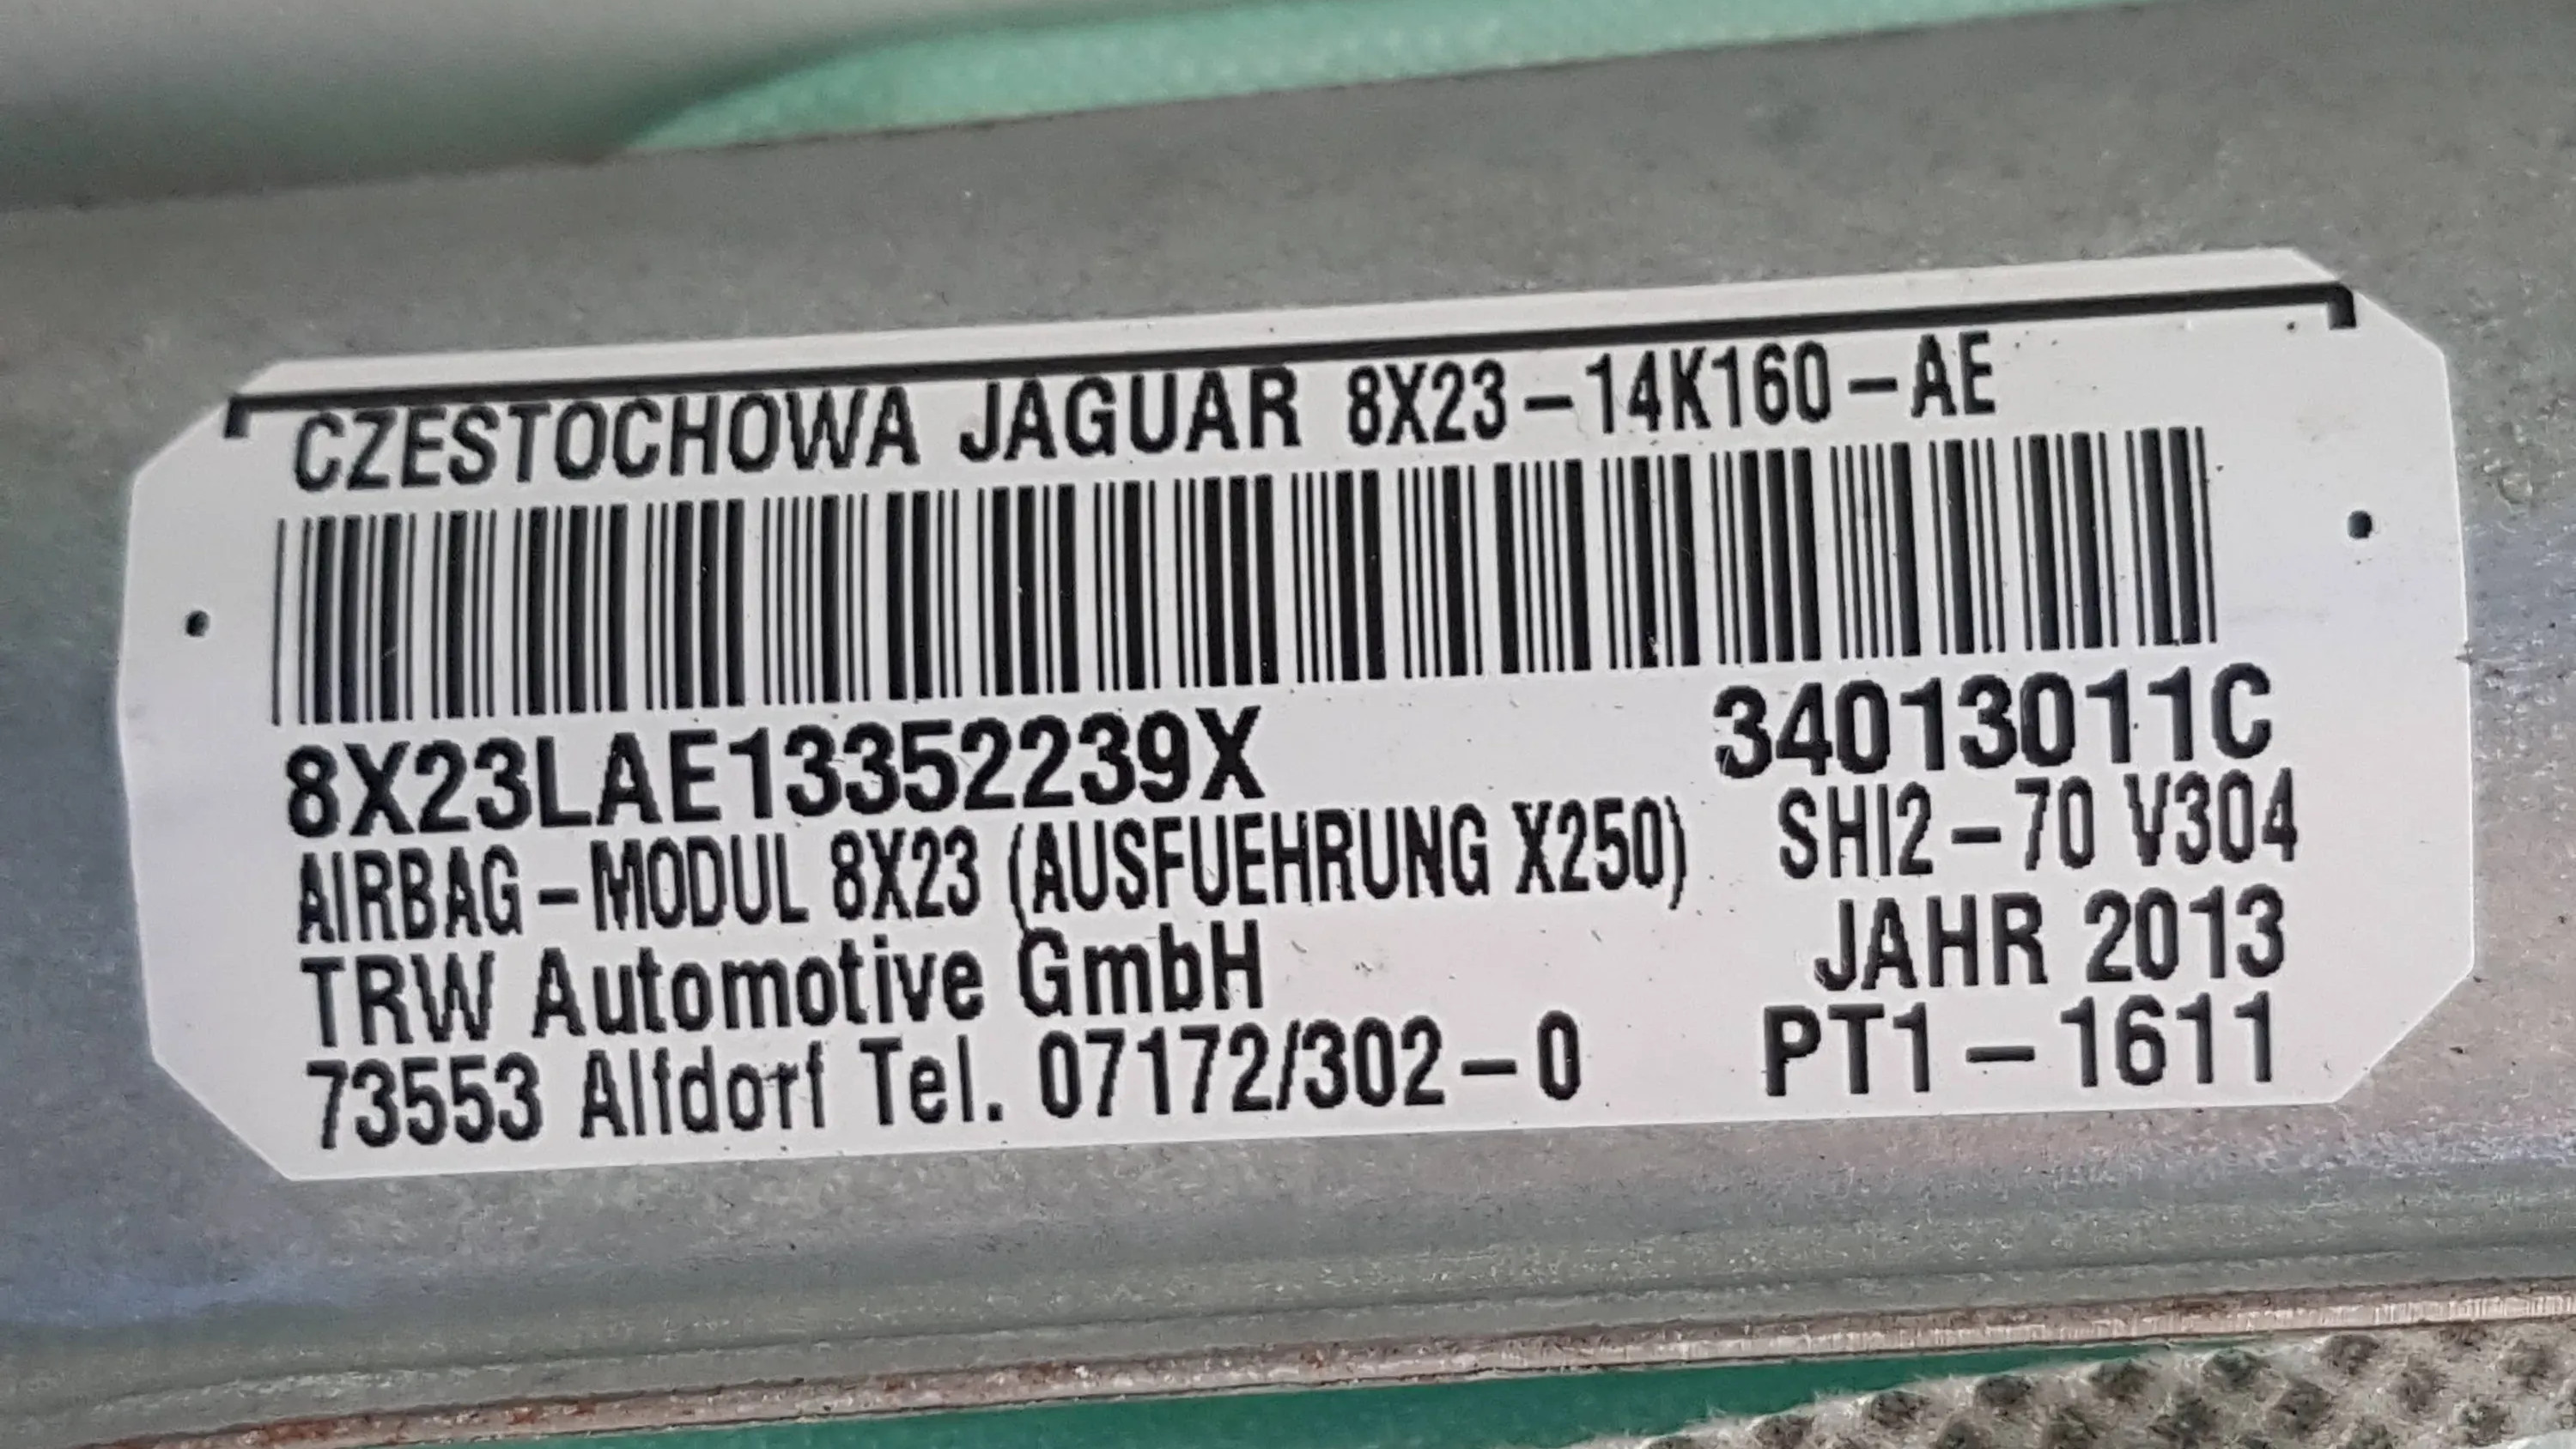 CZESTOCHOWA JAGUAR 8X23-14K160-AE
8X23LAE13352239X 34013011C
AIRBAG-MODUL 8X23 (AUSFUEHRUNG X250) SHI2-70 V304
TRW Automotive GmbH JAHR 2013
73553 Alfdorf Tel. 07172/302-0 PT1-1611